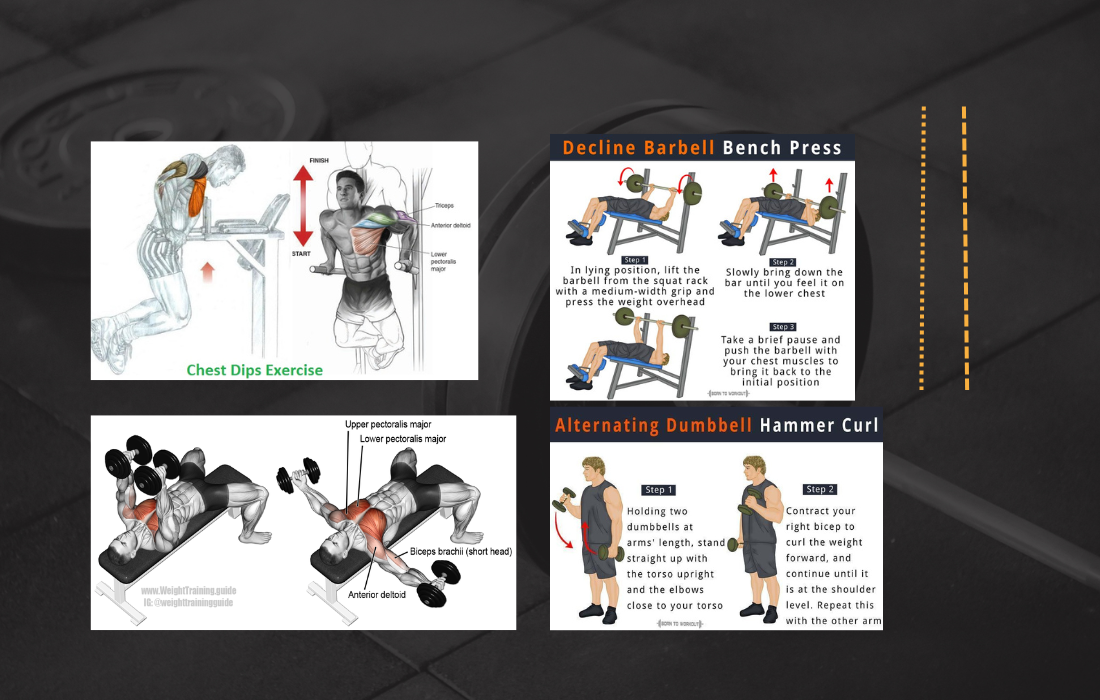 FINISH
START
Triceps
Anterior deltoid
Lower
pectoralis
major
Chest Dips Exercise
Decline Barbell Bench Press
Step 1
In lying position, lift the
barbell from the squat rack
with a medium-width grip and
press the weight overhead
Step 2
Slowly bring down the
bar until you feel it on
the lower chest
Step 3
Take a brief pause and
push the barbell with
your chest muscles to
bring it back to the
initial position
BORN TO WORKOUT
Upper pectoralis major
Lower pectoralis major
Biceps brachii (short head)
Anterior deltoid
www.WeightTraining.guide
IG: @weighttrainingguide
Alternating Dumbbell Hammer Curl
Step 1
Holding two
dumbbells at
arms' length, stand
straight up with
the torso upright
and the elbows
close to your torso
Step 2
Contract your
right bicep to
curl the weight
forward, and
continue until it
is at the shoulder
level. Repeat this
with the other arm
BORN TO WORKOUT